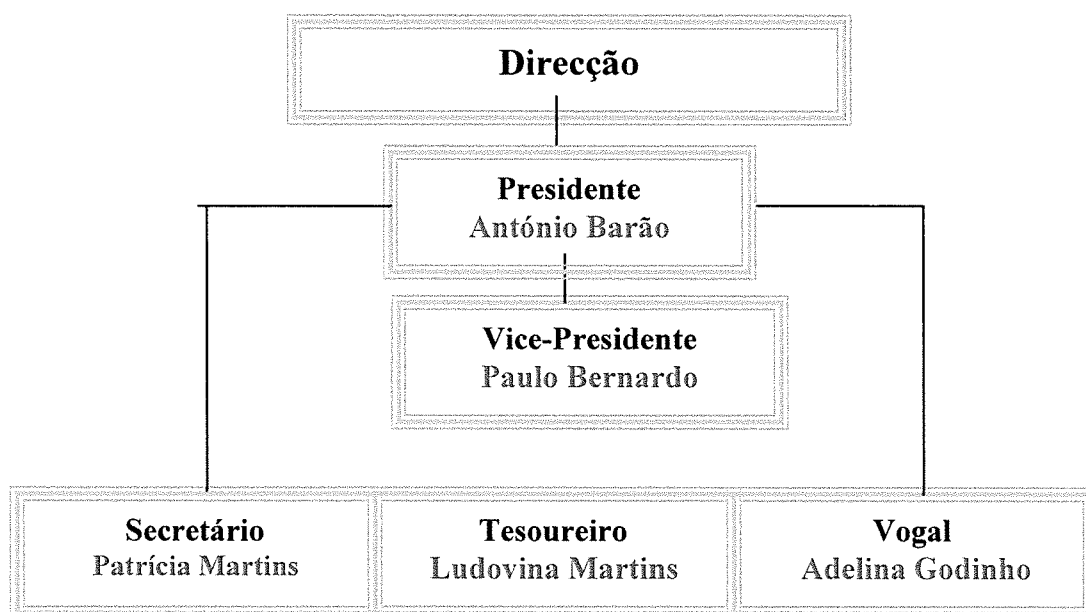 Direcção
Presidente
António Barão
Vice-Presidente
Paulo Bernardo
Secretário
Patrícia Martins
Tesoureiro
Ludovina Martins
Vogal
Adelina Godinho